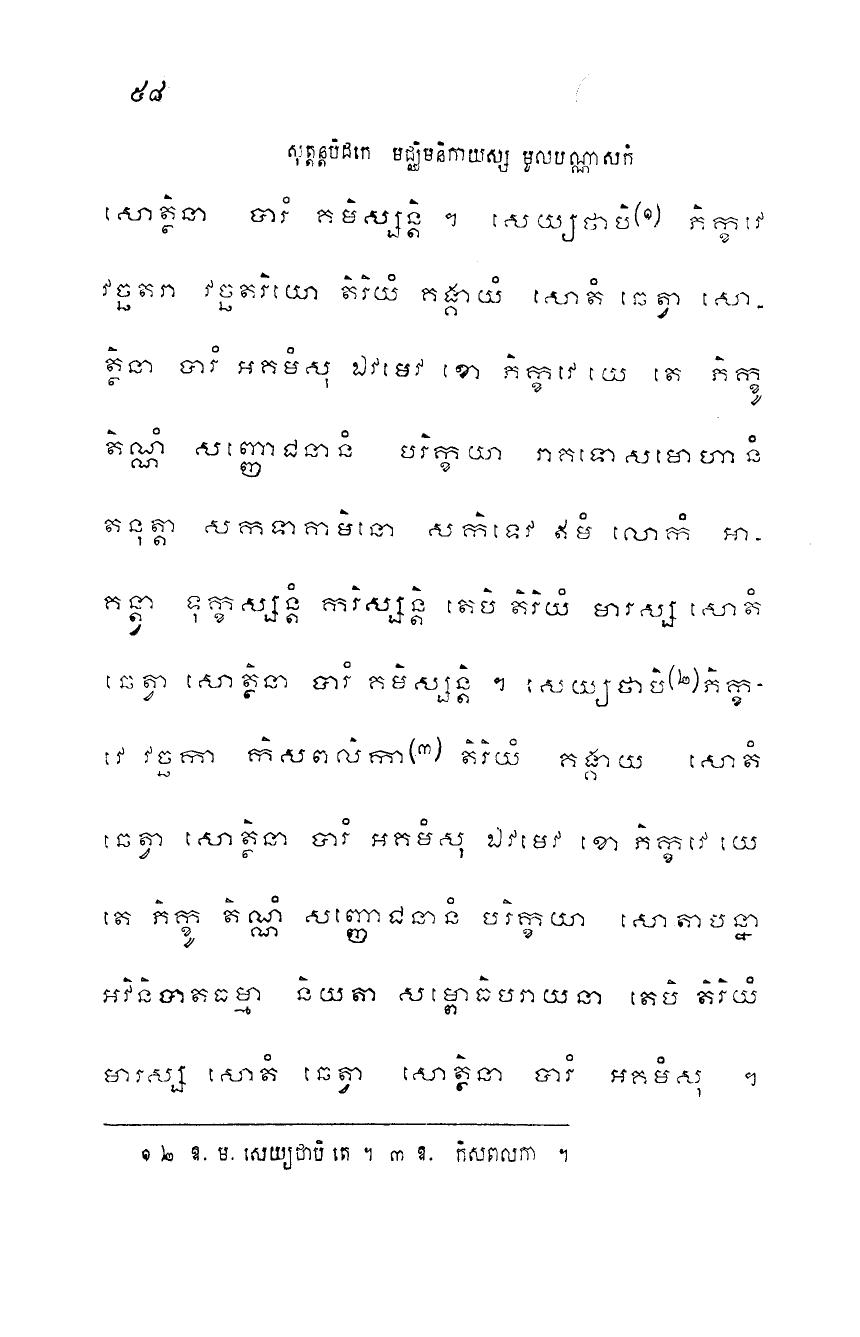 ៥៨
សុត្តន្តបិដកេ មជ្ឈិមនិកាយស្ស មូលបណ្ណាសកំ
សោត្ថិនា បារំ គមិស្សន្តិ ។ សេយ្យថាបិ(១) ភិក្ខវេ
វច្ឆតរា វច្ឆតរិយោ តិរិយំ គង្គាយំ សោតំ ឆេត្វា សោ-
ត្ថិនា បារំ អគមំសុ ឯវមេវ ខោ ភិក្ខវេ យេ តេ ភិក្ខូ
តិណ្ណំ សញ្ញោជនានំ បរិក្ខយា រាគទោសមោហានំ
តនុត្តា សកទាគាមិនោ សកិទេវ ឥមំ លោកំ អា-
គន្ត្វា ទុក្ខស្សន្តំ ករិស្សន្តិ តេបិ តិរិយំ មារស្ស សោតំ
ឆេត្វា សោត្ថិនា បារំ គមិស្សន្តិ ។ សេយ្យថាបិ(២)ភិក្ខ-
វេ វច្ឆកា កិសពលិកា(៣) តិរិយំ គង្គាយ សោតំ
ឆេត្វា សោត្ថិនា បារំ អគមំសុ ឯវមេវ ខោ ភិក្ខវេ យេ
តេ ភិក្ខូ តិណ្ណំ សញ្ញោជនានំ បរិក្ខយា សោតាបន្នា
អវិនិបាតធម្មា និយតា សម្ពោធិបរាយនា តេបិ តិរិយំ
មារស្ស សោតំ ឆេត្វា សោត្ថិនា បារំ អគមំសុ ។
១ ២ ឱ. ម. សេយ្យថាបិ តេ ។ ៣ ឱ. កិសពលកា ។